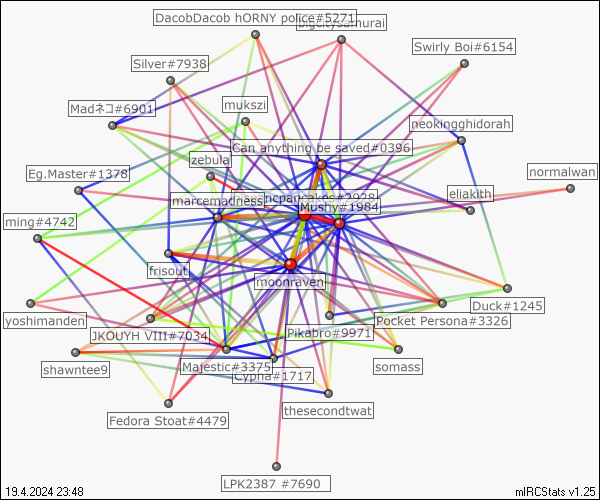 DacobDacob hORNY police#5271
bigcitysamurai
Swirly Boi#6154
Silver#7938
Madネコ#6901
mukszi
neokingghidorah
Can anything be saved#0396
zebula
Eg.Master#1378
normalwan
eliakith
marcemadness
ncpancakes#2928
Mushy#1984
ming#4742
frisout
moonraven
yoshimanden
Duck#1245
Pocket Persona#3326
JKOUYH VIII#7034
Pikabro#9971
Majestic#3375
somass
shawntee9
Cypha#1717
thesecondtwat
Fedora Stoat#4479
LPK2387 #7690
19.4.2024 23:48
mIRCStats v1.25